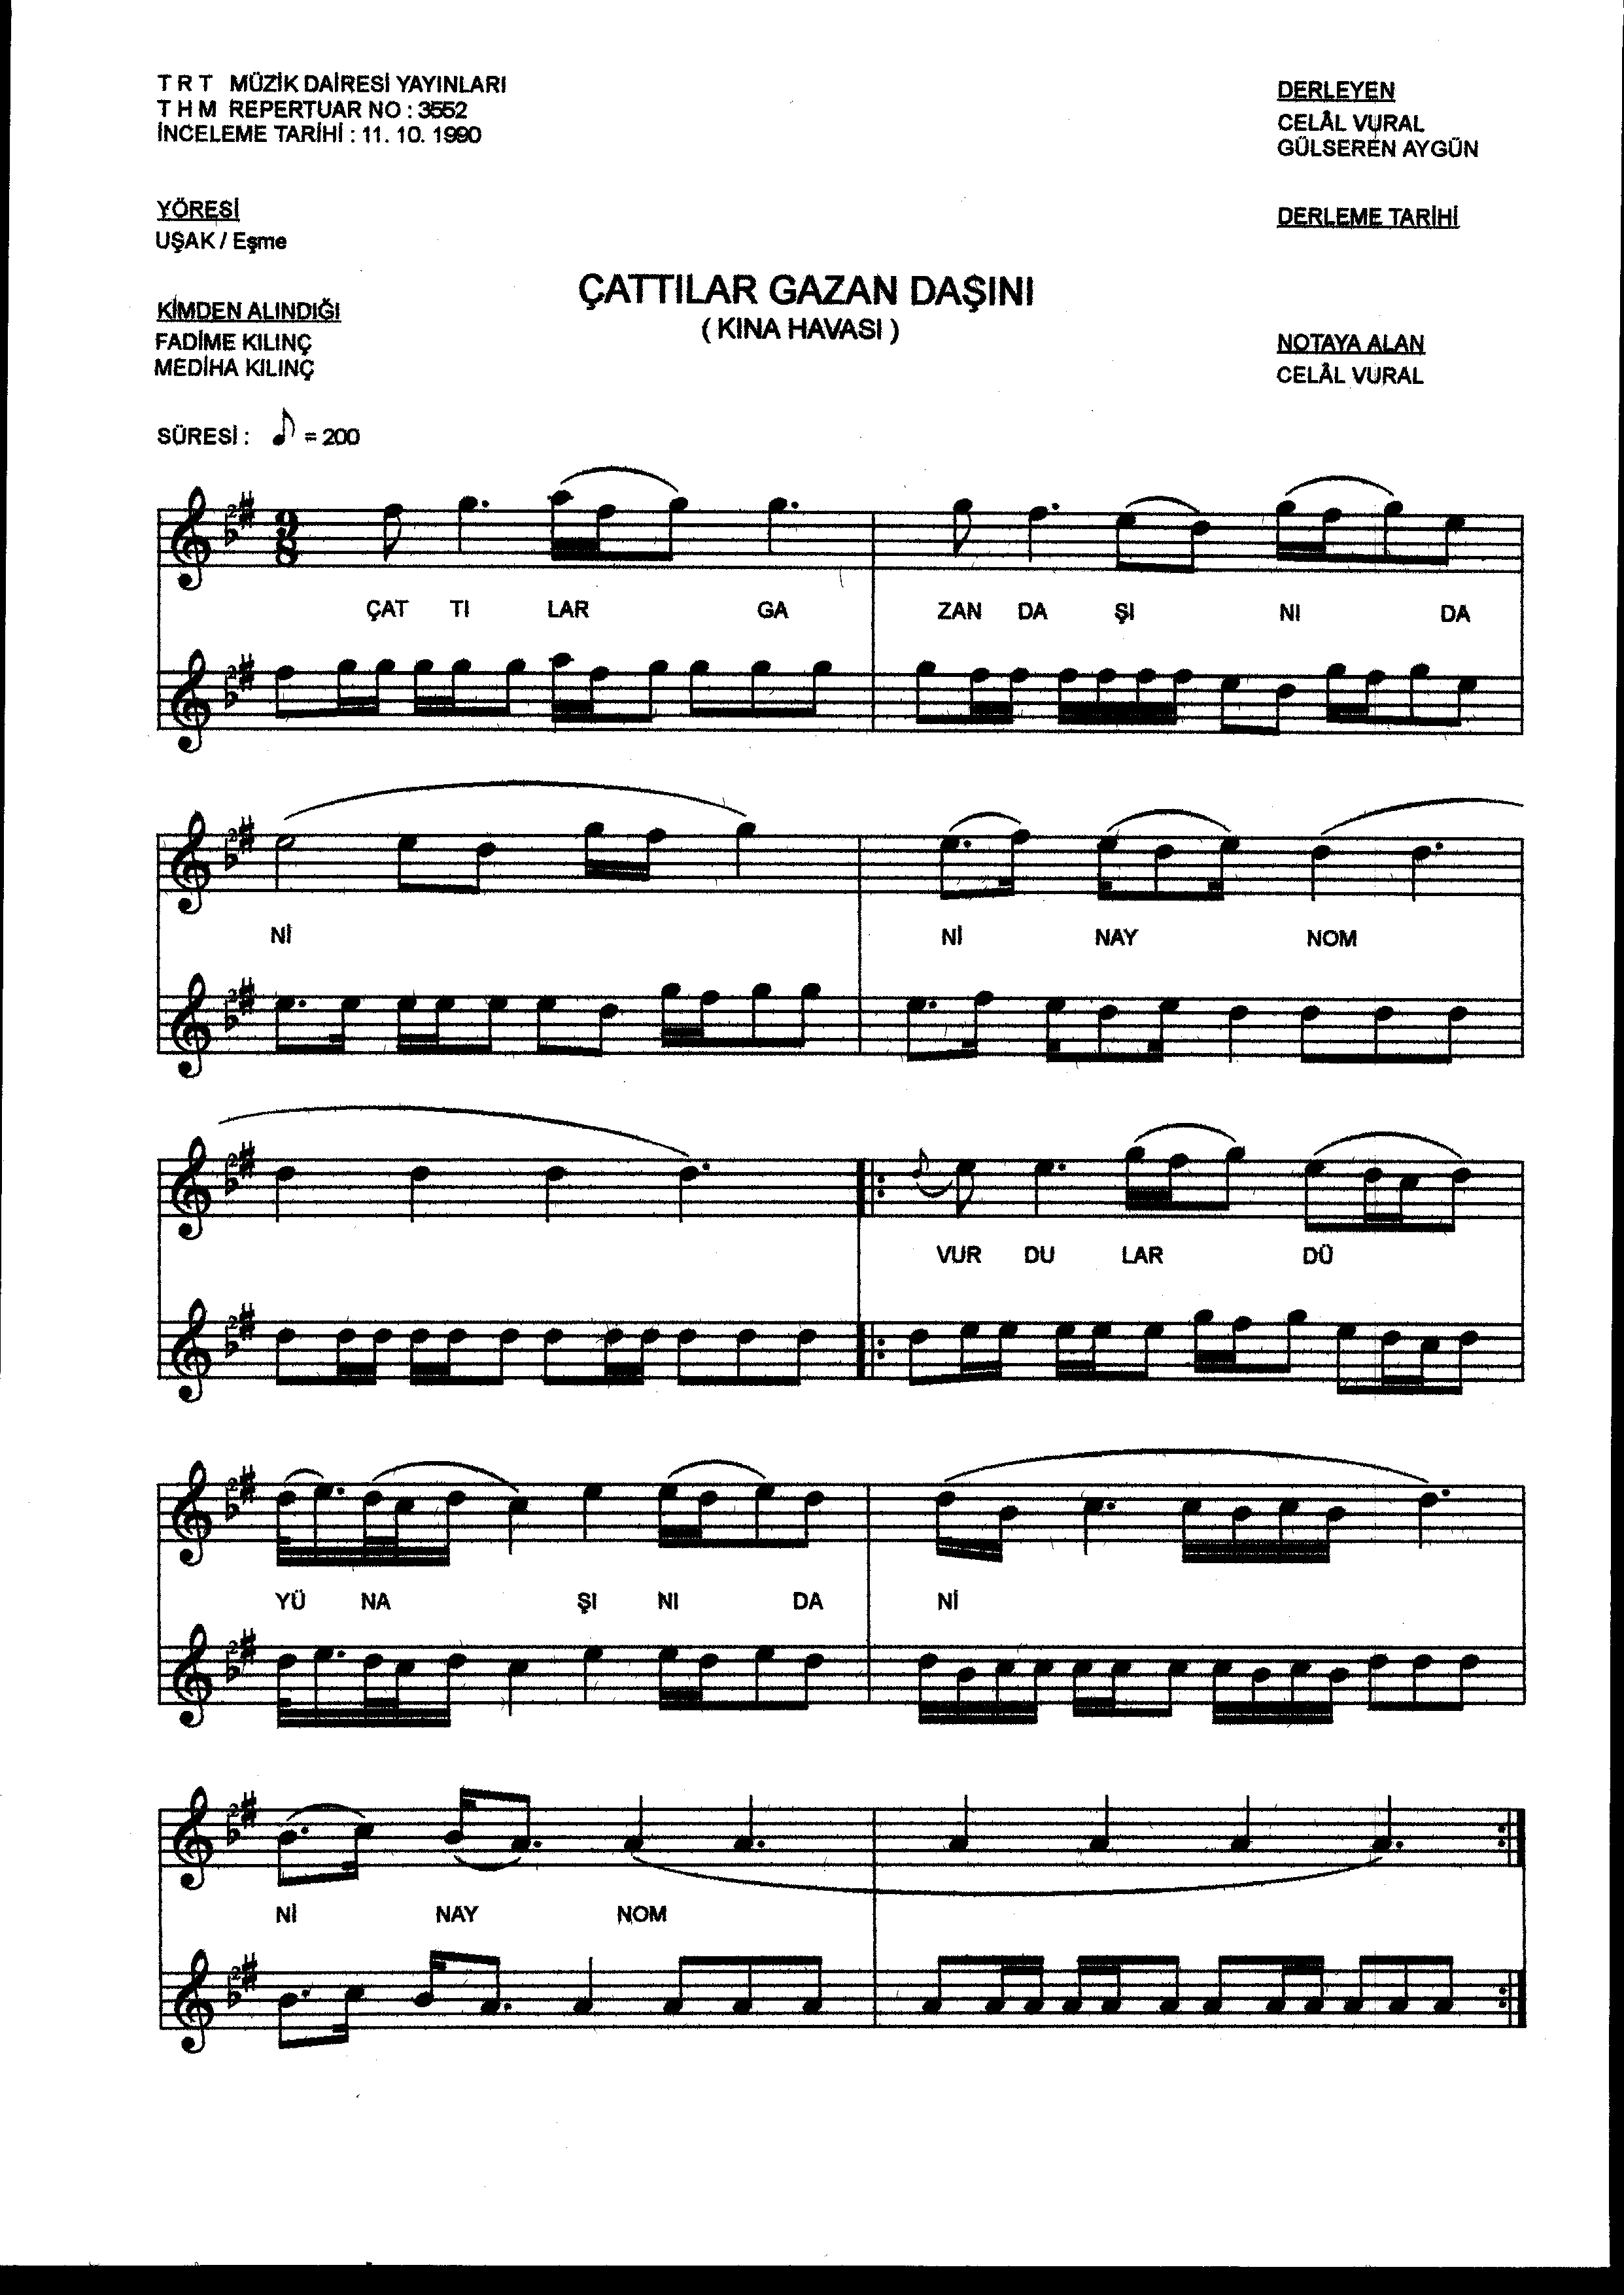 T R T MÜZİK DAİRESİ YAYINLARI
T H M REPERTUAR NO : 3552
İNCELEME TARİHİ : 11. 10. 1990
DERLEYEN
CELÂL VURAL
GÜLSEREN AYGÜN
YÖRESİ
UŞAK / Eşme
DERLEME TARİHİ
ÇATTILAR GAZAN DAŞINI
( KINA HAVASI )
KİMDEN ALINDIĞI
FADİME KILINÇ
MEDİHA KILINÇ
NOTAYA ALAN
CELÂL VURAL
SÜRESİ : ♪ = 200
ÇAT TI LAR GA ZAN DA ŞI NI DA
Nİ Nİ NAY NOM
VUR DU LAR DÜ
YÜ NA ŞI NI DA Nİ
Nİ NAY NOM